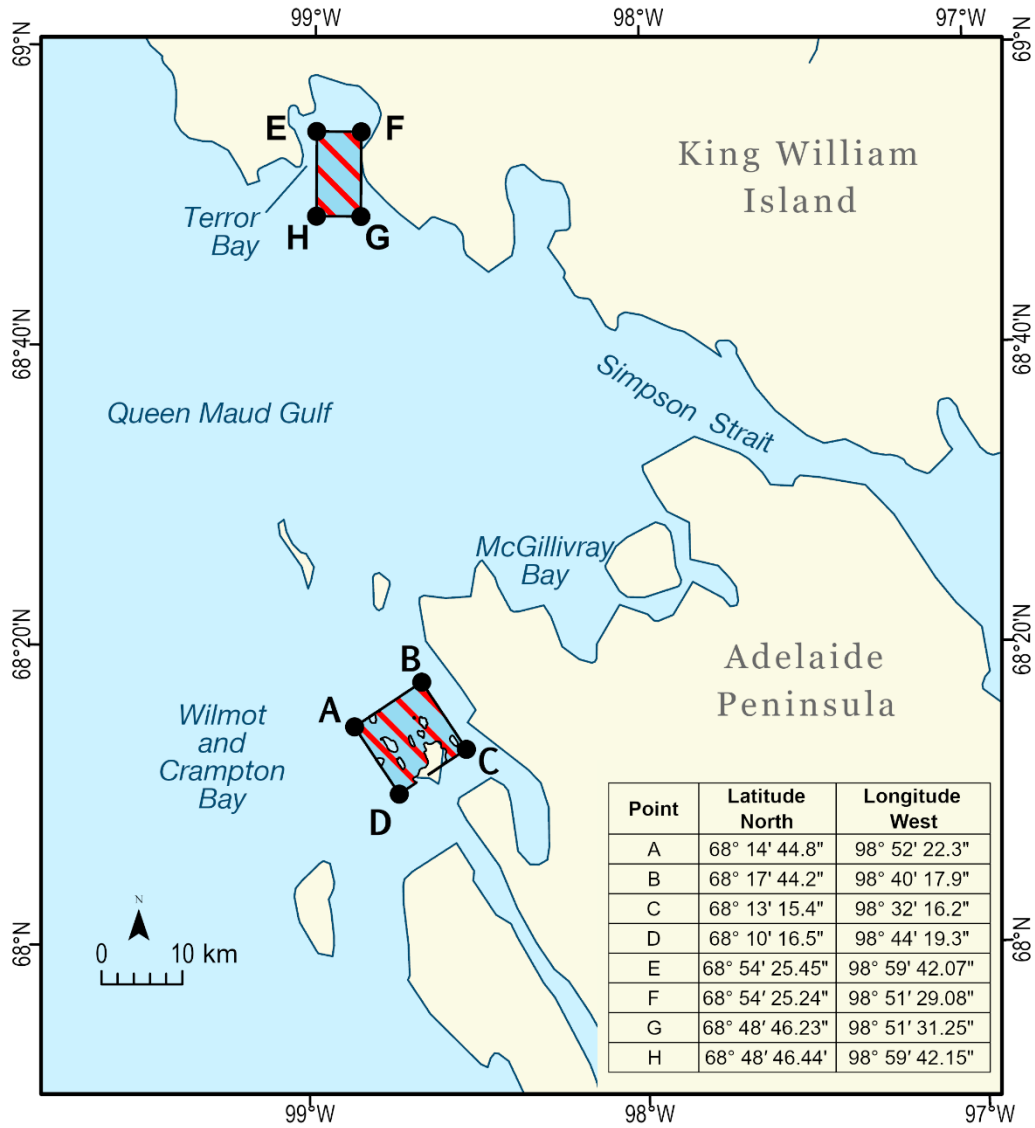 99°W
98°W
97°W
69°N
69°N
E
F
King William
Island
Terror
Bay
H
G
68°40'N
68°40'N
Simpson Strait
Queen Maud Gulf
McGillivray
Bay
68°20'N
68°20'N
B
Adelaide
Peninsula
A
Wilmot
and
Crampton
Bay
C
D
Point
Latitude
North
Longitude
West
A 68° 14' 44.8" 98° 52' 22.3"
B 68° 17' 44.2" 98° 40' 17.9"
C 68° 13' 15.4" 98° 32' 16.2"
D 68° 10' 16.5" 98° 44' 19.3"
E 68° 54' 25.45" 98° 59' 42.07"
F 68° 54′ 25.24" 98° 51′ 29.08"
G 68° 48′ 46.23" 98° 51′ 31.25"
H 68° 48′ 46.44' 98° 59′ 42.15"
N
0 10 km
68°N
68°N
99°W
98°W
97°W